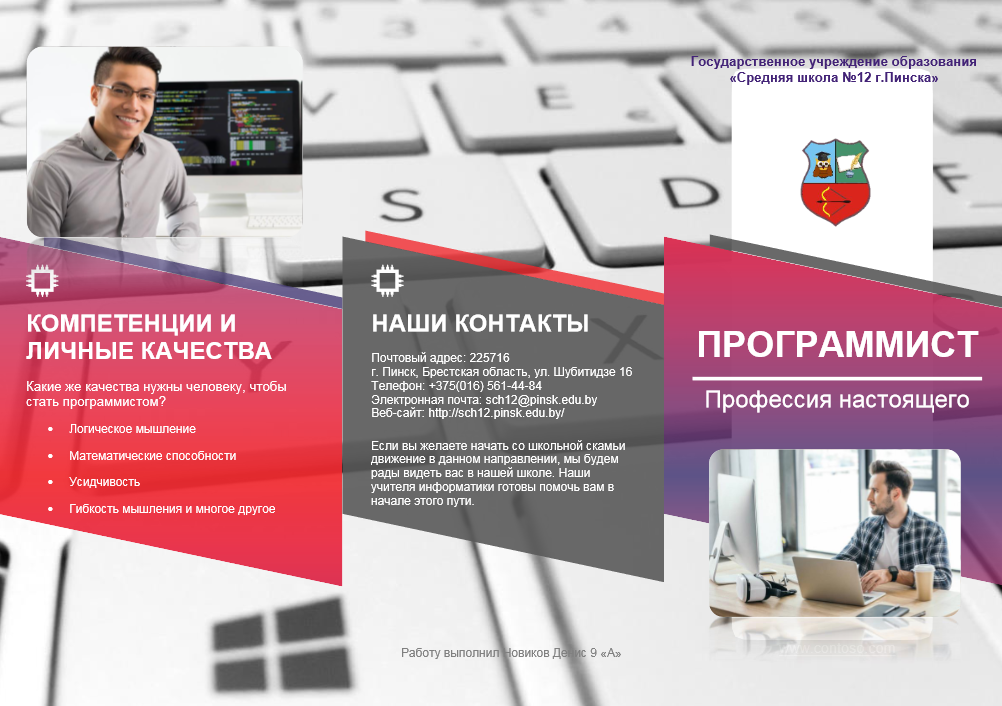 Государственное учреждение образования
«Средняя школа №12 г.Пинска»
КОМПЕТЕНЦИИ И
ЛИЧНЫЕ КАЧЕСТВА
Какие же качества нужны человеку, чтобы
стать программистом?
• Логическое мышление
• Математические способности
• Усидчивость
• Гибкость мышления и многое другое
НАШИ КОНТАКТЫ
Почтовый адрес: 225716
г. Пинск, Брестская область, ул. Шубитидзе 16
Телефон: +375(016) 561-44-84
Электронная почта: sch12@pinsk.edu.by
Веб-сайт: http://sch12.pinsk.edu.by/
Если вы желаете начать со школьной скамьи
движение в данном направлении, мы будем
рады видеть вас в нашей школе. Наши
учителя информатики готовы помочь вам в
начале этого пути.
Работу выполнил Новиков Денис 9 «А»
ПРОГРАММИСТ
Профессия настоящего
V
E
S
D
F
Y
X